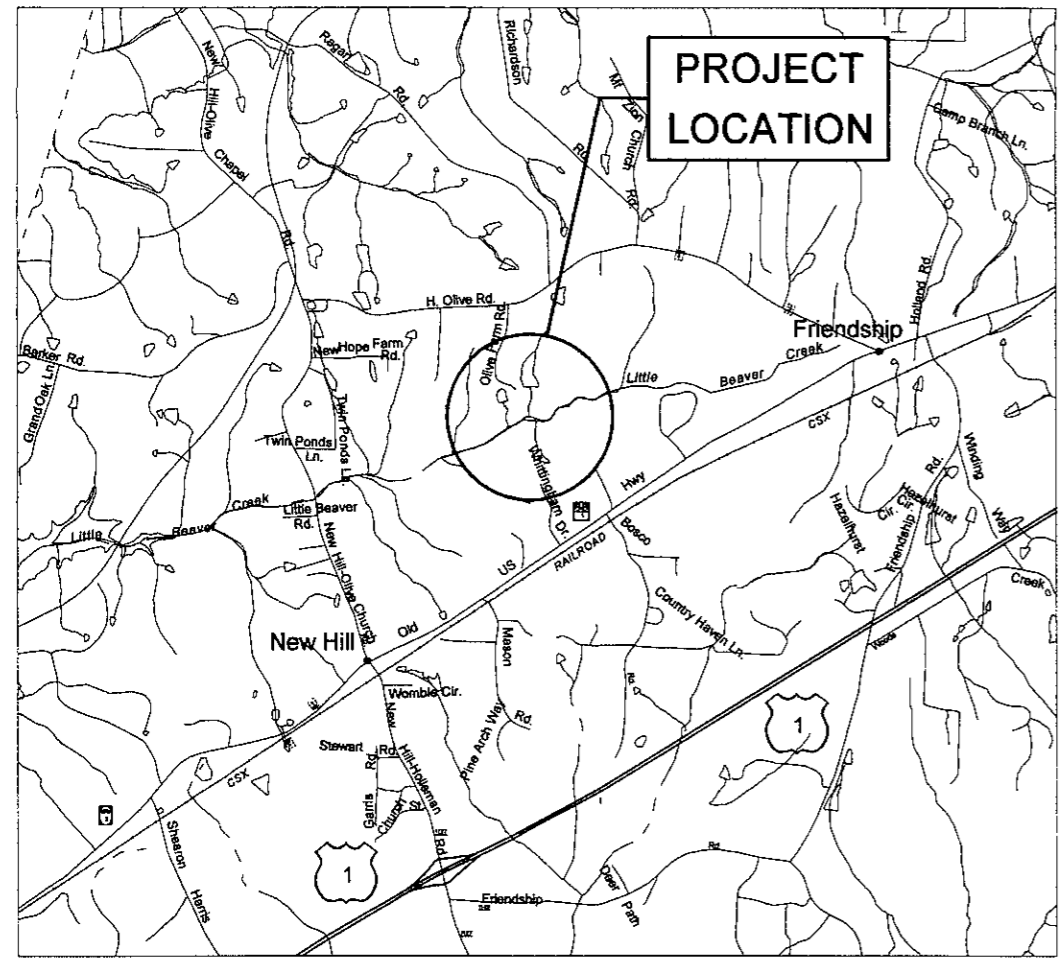 PROJECT
LOCATION
New
Hill-Olive
Chapel
Rd.
Ragan
Rd.
Richardson
Rd.
Mt Zion
Church
Rd.
Camp Branch Ln.
Holland Rd.
Friendship
H. Olive Rd.
Olive Farm Rd.
New Hope Farm
Rd.
Barker Rd.
Grand Oak Ln.
Twin Ponds Ln.
Twin Ponds
Ln.
Little Beaver Creek
Little Beaver
Rd.
Little Beaver Creek
Whittingham Dr.
New Hill-Olive Church
New Hill
Old US Hwy
CSX
RAILROAD
Bosco
Rd.
Hazelhurst
Cir.
Hazelhurst
Cir.
Friendship
Rd.
Winding
Way
Creek
Woods
Country Haven Ln.
Mason
Rd.
Pine Arch Way
Womble Cir.
New
Hill-Holleman
Rd.
Stewart
Rd.
Garris
Rd.
Church
St.
CSX
Shearon
Harris
1
1
Friendship
Rd.
Deer
Path